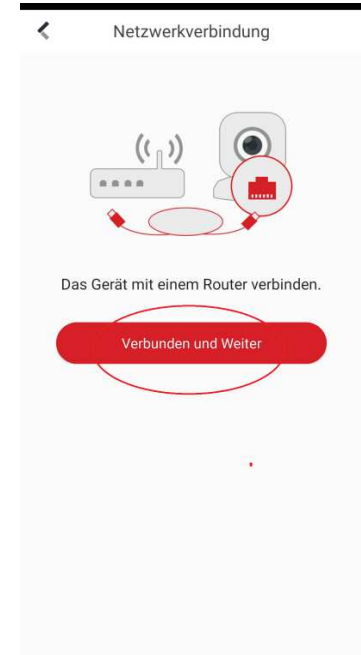 Netzwerkverbindung
Das Gerät mit einem Router verbinden.
Verbunden und Weiter